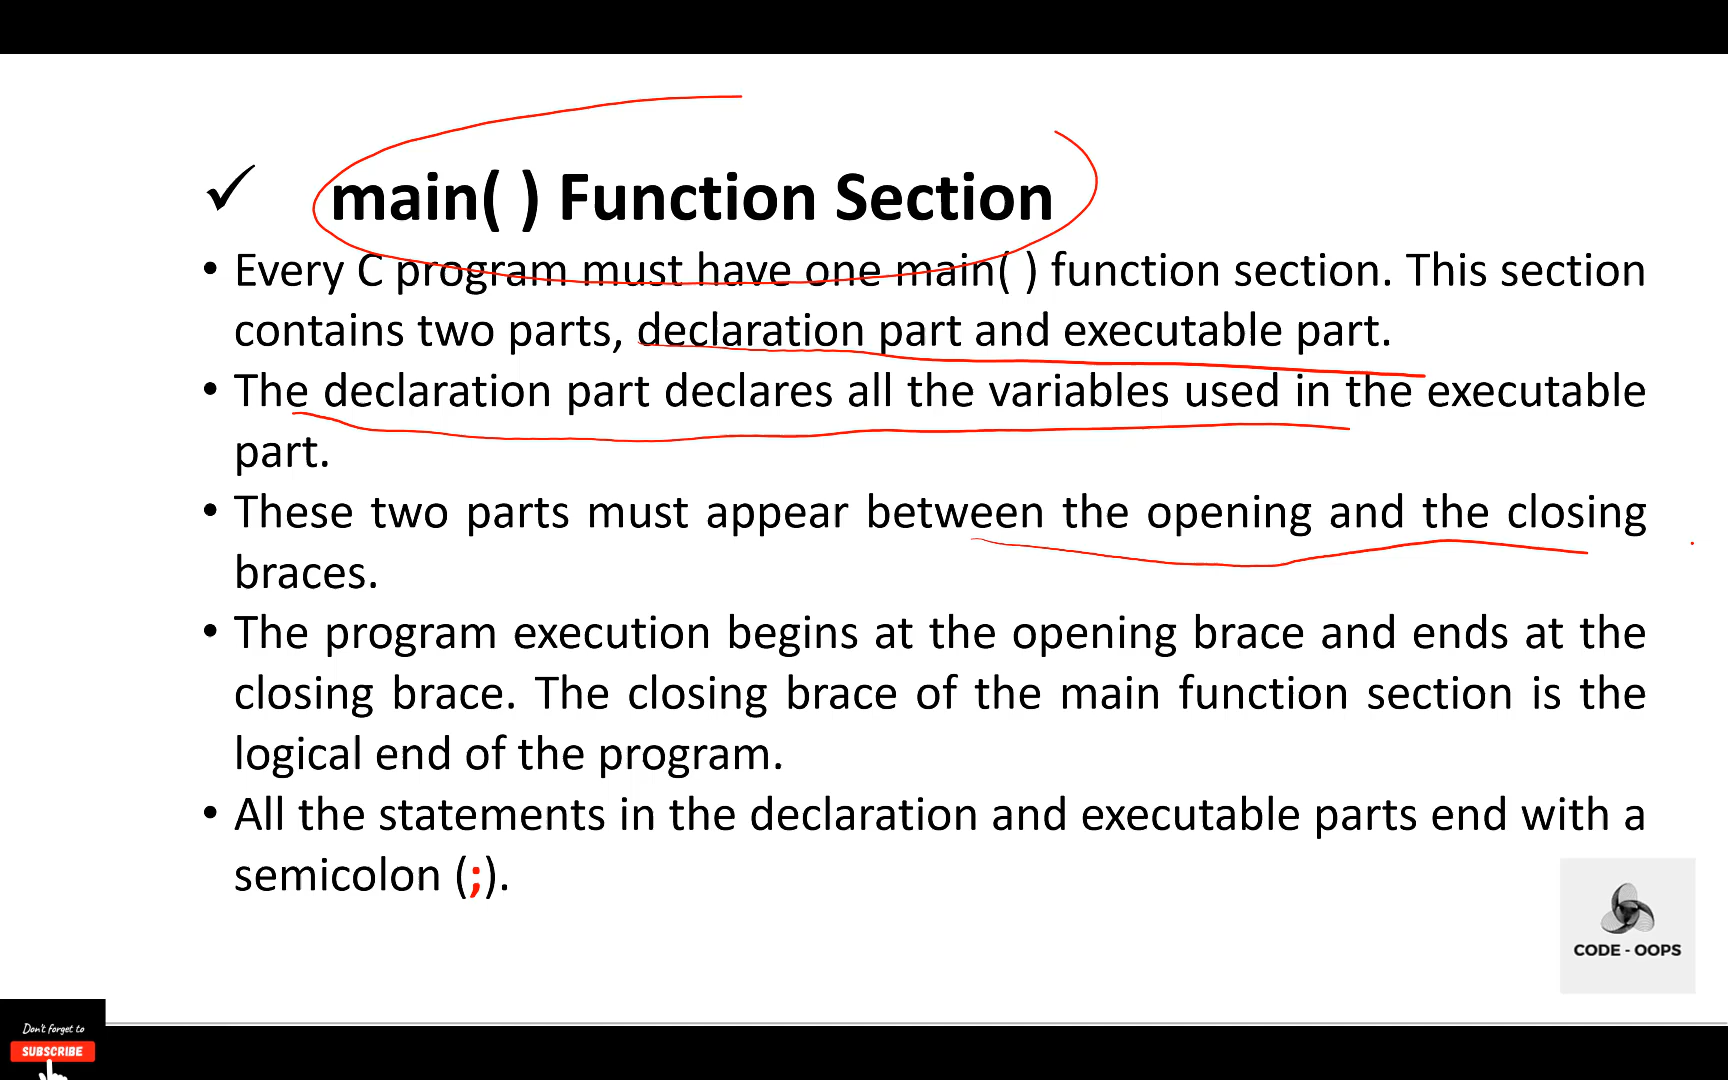 ✓ main( ) Function Section
• Every C program must have one main( ) function section. This section
contains two parts, declaration part and executable part.
• The declaration part declares all the variables used in the executable
part.
• These two parts must appear between the opening and the closing
braces.
• The program execution begins at the opening brace and ends at the
closing brace. The closing brace of the main function section is the
logical end of the program.
• All the statements in the declaration and executable parts end with a
semicolon (;).
CODE - OOPS
Don't forget to
SUBSCRIBE